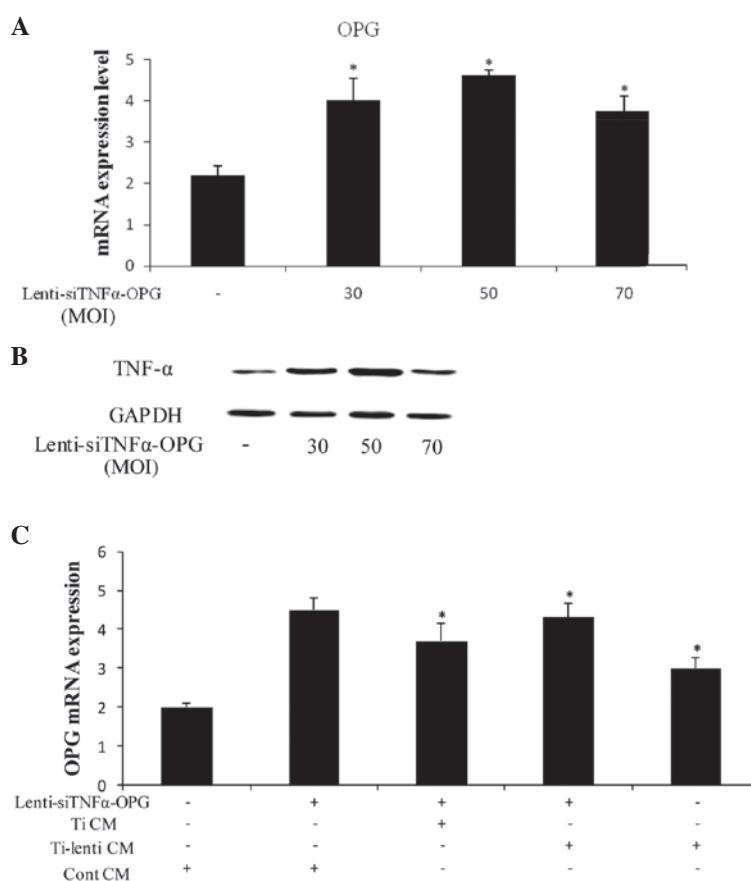 A
OPG
mRNA expression level
5
4
3
2
1
0
* * *
Lenti-siTNFα-OPG - 30 50 70
(MOI)
B
TNF-α
GAPDH
Lenti-siTNFα-OPG - 30 50 70
(MOI)
C
OPG mRNA expression
6
5
4
3
2
1
0
* * *
Lenti-siTNFα-OPG - + + + -
Ti CM - - + - -
Ti-lenti CM - - - + +
Cont CM + + - - -